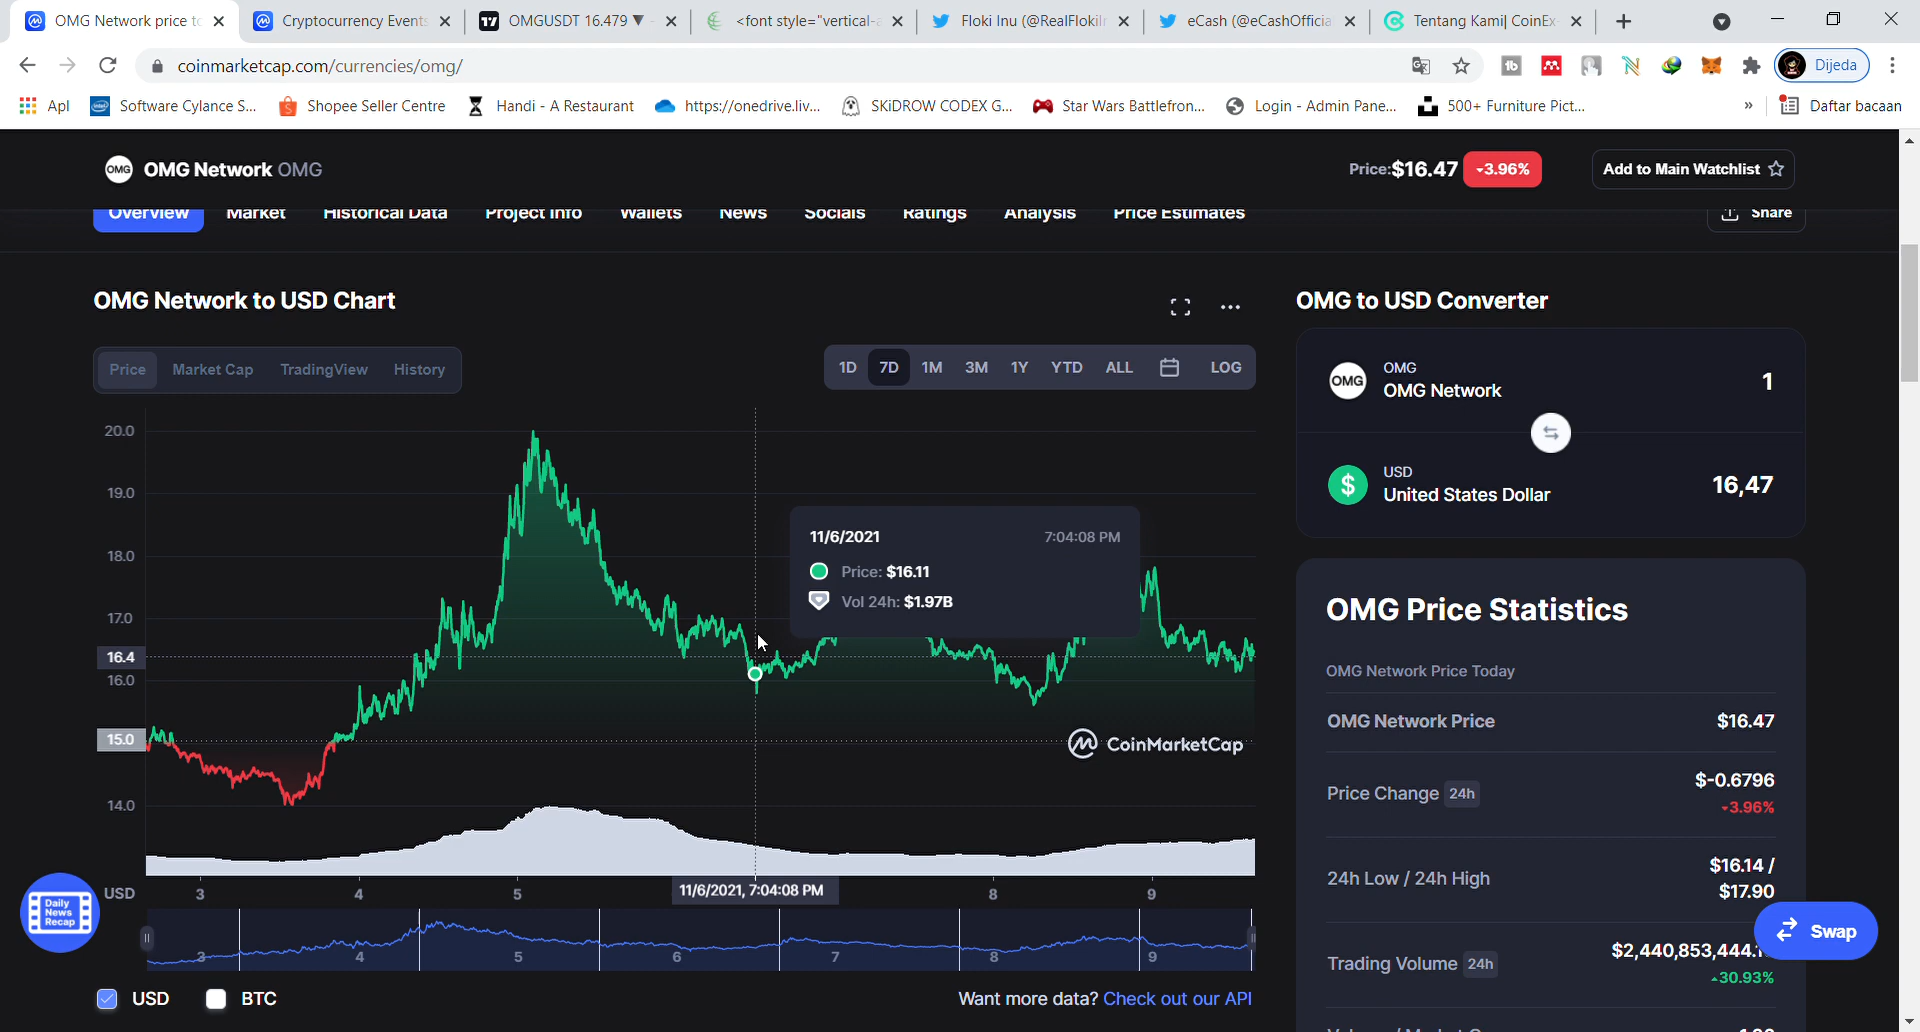 OMG Network price to
Cryptocurrency Events
OMGUSDT 16.479 ▼
<font style="vertical-a
Floki Inu (@RealFlokiI
eCash (@eCashOfficia
Tentang Kami| CoinEx
coinmarketcap.com/currencies/omg/
Dijeda
Apl
Software Cylance S...
Shopee Seller Centre
Handi - A Restaurant
https://onedrive.liv...
SKiDROW CODEX G...
Star Wars Battlefron...
Login - Admin Pane...
500+ Furniture Pict...
»
Daftar bacaan
OMG Network OMG
Price:$16.47
-3.96%
Add to Main Watchlist
Overview Market Historical Data Project Info Wallets News Socials Ratings Analysis Price Estimates
Share
OMG Network to USD Chart
Price Market Cap TradingView History
1D 7D 1M 3M 1Y YTD ALL LOG
20.0
19.0
18.0
17.0
16.4
16.0
15.0
14.0
11/6/2021 7:04:08 PM
Price: $16.11
Vol 24h: $1.97B
CoinMarketCap
USD 3 4 5 11/6/2021, 7:04:08 PM 8 9
3 4 5 6 7 8 9
Daily
News
Recap
USD BTC
Want more data? Check out our API
OMG to USD Converter
OMG
OMG
OMG Network
1
USD
United States Dollar
16,47
OMG Price Statistics
OMG Network Price Today
OMG Network Price $16.47
Price Change 24h
$-0.6796
-3.96%
24h Low / 24h High
$16.14 /
$17.90
Trading Volume 24h
$2,440,853,444.
30.93%
Swap